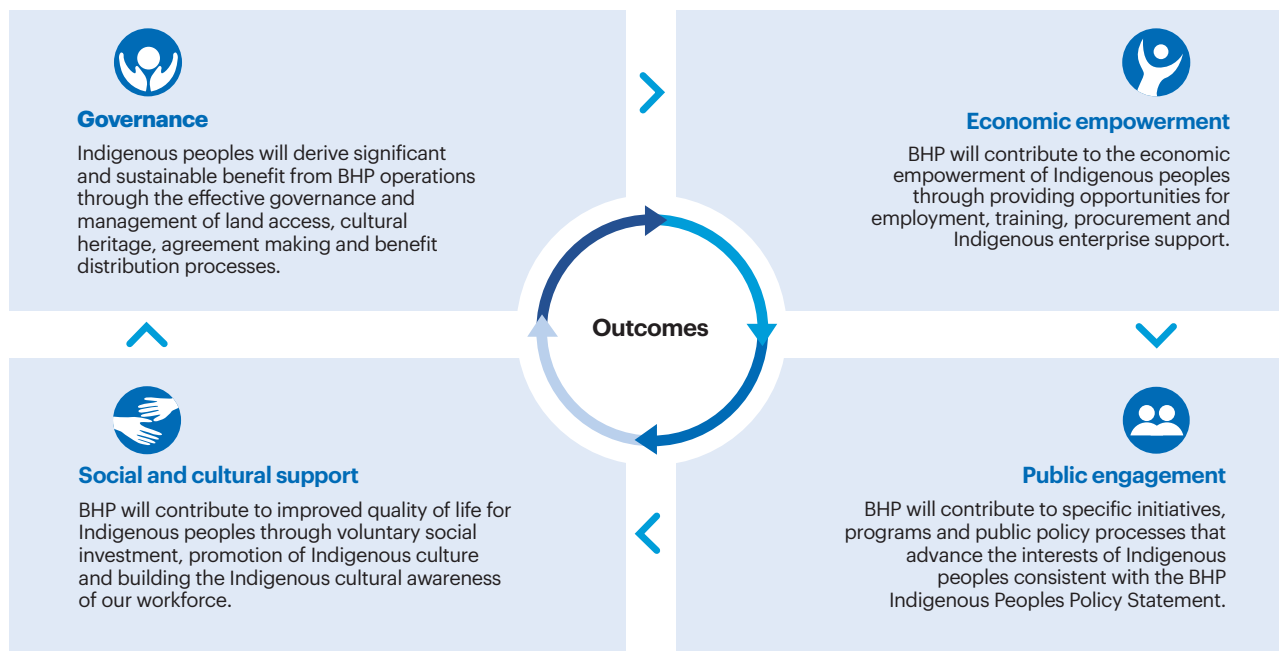 Governance
Indigenous peoples will derive significant
and sustainable benefit from BHP operations
through the effective governance and
management of land access, cultural
heritage, agreement making and benefit
distribution processes.
Economic empowerment
BHP will contribute to the economic
empowerment of Indigenous peoples
through providing opportunities for
employment, training, procurement and
Indigenous enterprise support.
Outcomes
Social and cultural support
BHP will contribute to improved quality of life for
Indigenous peoples through voluntary social
investment, promotion of Indigenous culture
and building the Indigenous cultural awareness
of our workforce.
Public engagement
BHP will contribute to specific initiatives,
programs and public policy processes that
advance the interests of Indigenous
peoples consistent with the BHP
Indigenous Peoples Policy Statement.